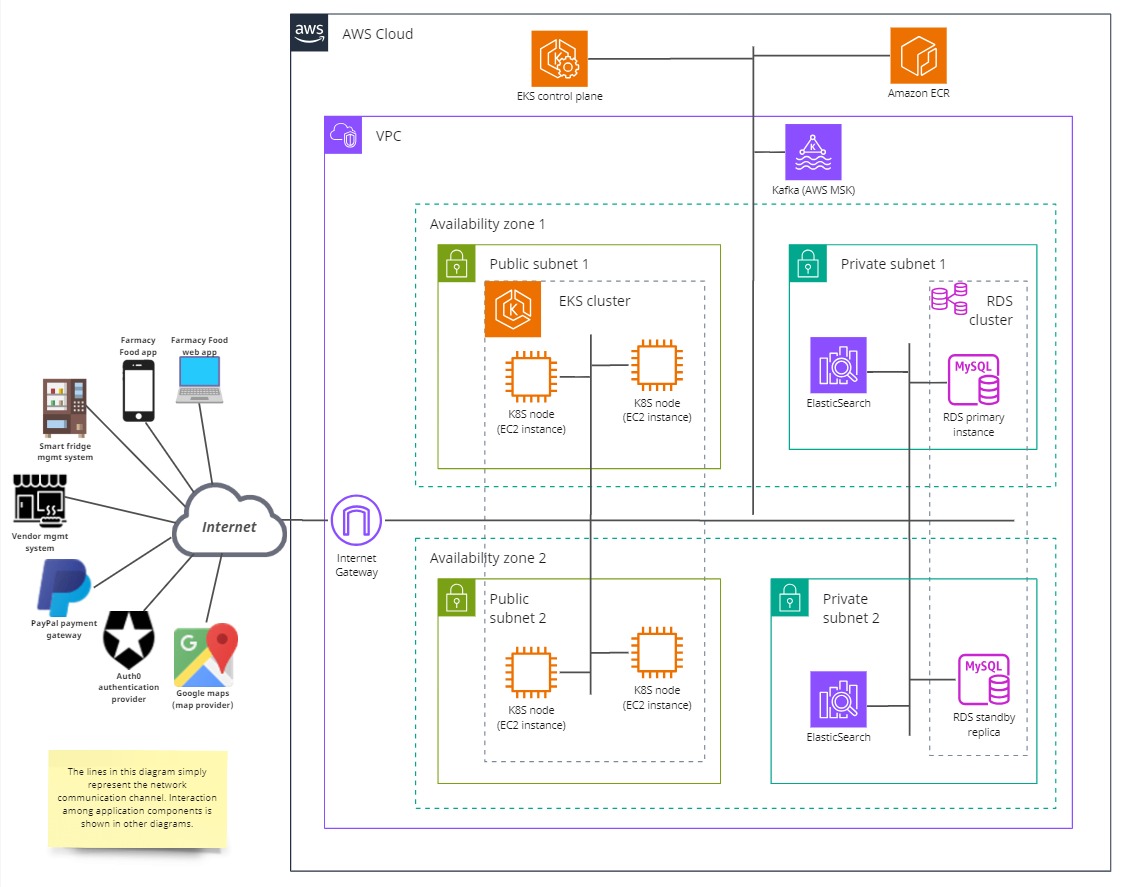 aws
AWS Cloud
EKS control plane
Amazon ECR
VPC
Kafka (AWS MSK)
Availability zone 1
Public subnet 1
EKS cluster
K8S node
(EC2 instance)
K8S node
(EC2 instance)
Private subnet 1
RDS
cluster
ElasticSearch
MySQL
RDS primary
instance
Farmacy
Food app
Farmacy Food
web app
Smart fridge
mgmt system
Vendor mgmt
system
PayPal payment
gateway
Auth0
authentication
provider
G
Google maps
(map provider)
Internet
Internet
Gateway
Availability zone 2
Public
subnet 2
K8S node
(EC2 instance)
K8S node
(EC2 instance)
Private
subnet 2
ElasticSearch
MySQL
RDS standby
replica
The lines in this diagram simply
represent the network
communication channel. Interaction
among application components is
shown in other diagrams.